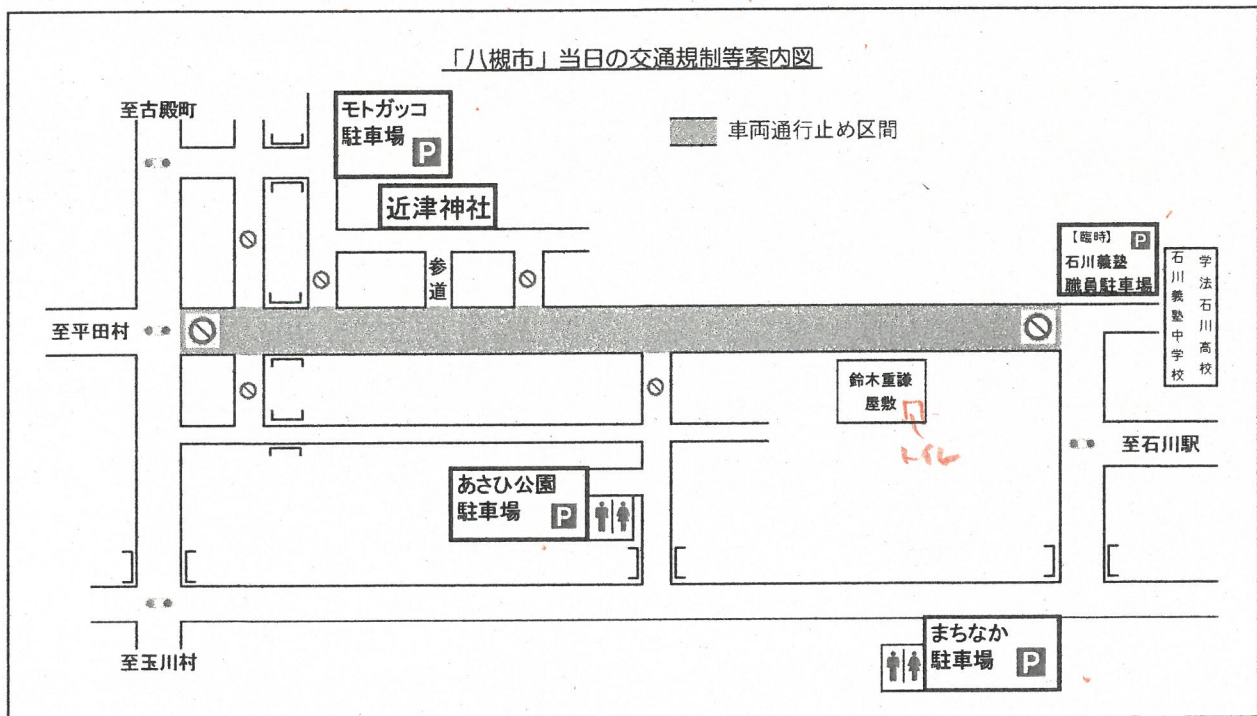 「八槻市」当日の交通規制等案内図
至古殿町
モトガッコ
駐車場
P
車両通行止め区間
近津神社
参道
【臨時】 P
石川義塾
職員駐車場
学法石川高校
石川義塾中学校
至平田村
鈴木重謙
屋敷
トイレ
至石川駅
あさひ公園
駐車場 P
至玉川村
まちなか
駐車場 P